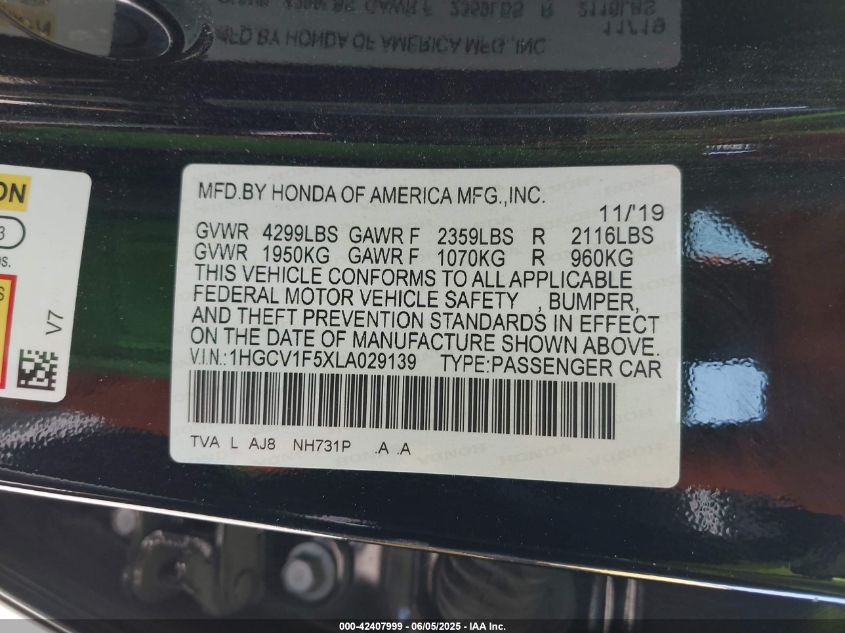 MFD.BY HONDA OF AMERICA MFG.,INC.
11/'19
GVWR 4299LBS GAWR F 2359LBS R 2116LBS
GVWR 1950KG GAWR F 1070KG R 960KG
THIS VEHICLE CONFORMS TO ALL APPLICABLE
FEDERAL MOTOR VEHICLE SAFETY , BUMPER,
AND THEFT PREVENTION STANDARDS IN EFFECT
ON THE DATE OF MANUFACTURE SHOWN ABOVE.
V.I.N.:1HGCV1F5XLA029139 TYPE:PASSENGER CAR
TVA L AJ8 NH731P .A .A
V7
000-42407999 - 06/05/2025 - IAA Inc.